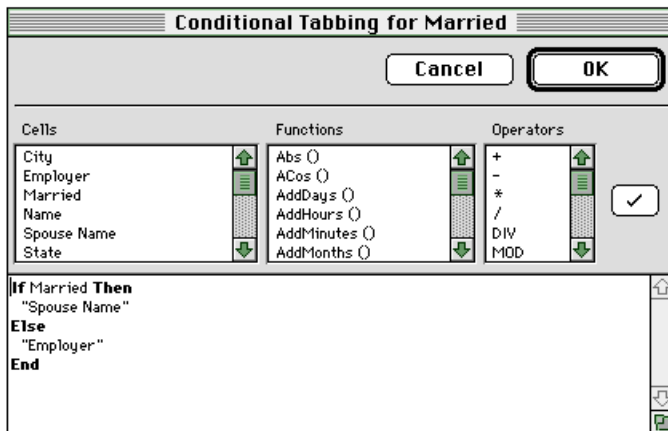 Conditional Tabbing for Married
Cancel
OK
Cells
Functions
Operators
City
Employer
Married
Name
Spouse Name
State
Abs ()
ACos ()
AddDays ()
AddHours ()
AddMinutes ()
AddMonths ()
+
-
*
/
DIV
MOD
If Married Then
"Spouse Name"
Else
"Employer"
End